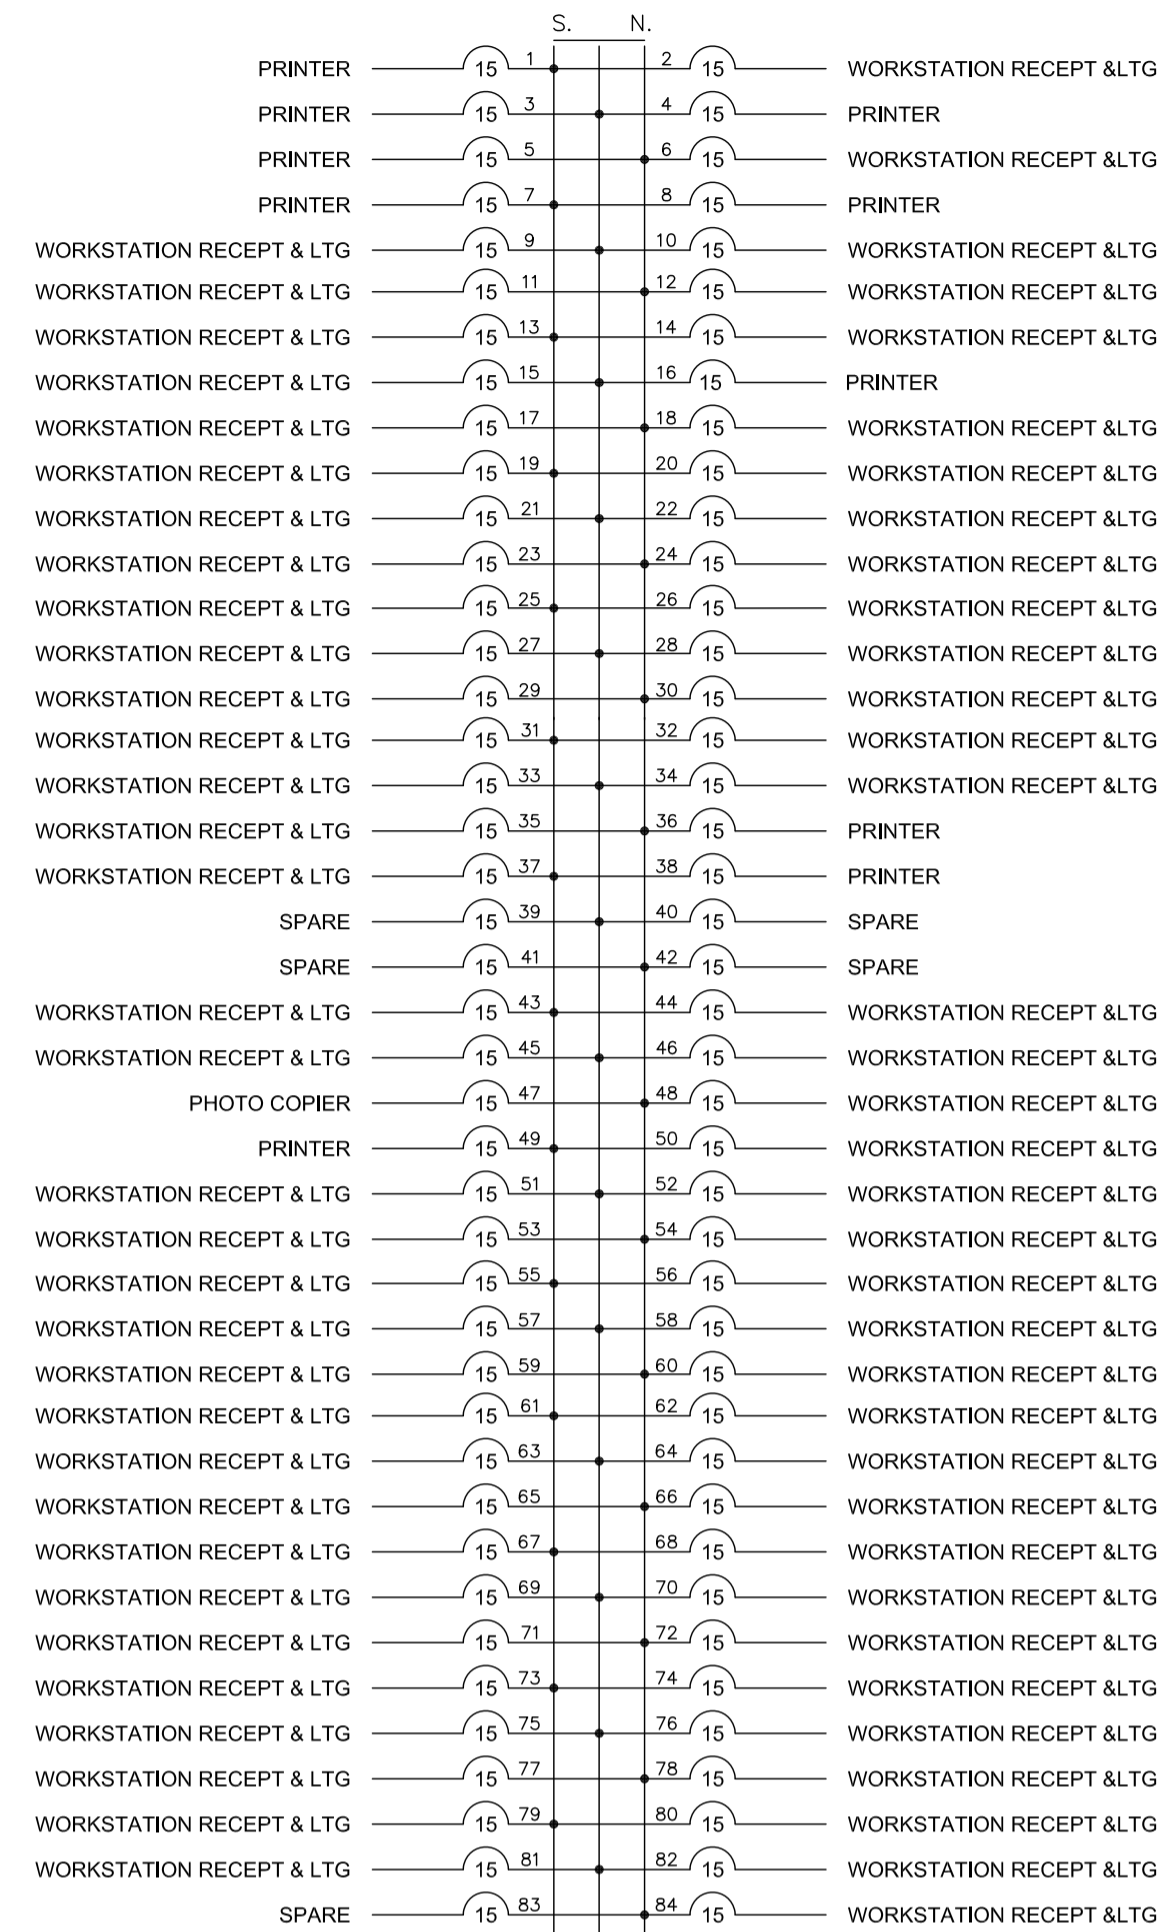 S. N.
PRINTER 15 1 2 15 WORKSTATION RECEPT &LTG
PRINTER 15 3 4 15 PRINTER
PRINTER 15 5 6 15 WORKSTATION RECEPT &LTG
PRINTER 15 7 8 15 PRINTER
WORKSTATION RECEPT & LTG 15 9 10 15 WORKSTATION RECEPT &LTG
WORKSTATION RECEPT & LTG 15 11 12 15 WORKSTATION RECEPT &LTG
WORKSTATION RECEPT & LTG 15 13 14 15 WORKSTATION RECEPT &LTG
WORKSTATION RECEPT & LTG 15 15 16 15 PRINTER
WORKSTATION RECEPT & LTG 15 17 18 15 WORKSTATION RECEPT &LTG
WORKSTATION RECEPT & LTG 15 19 20 15 WORKSTATION RECEPT &LTG
WORKSTATION RECEPT & LTG 15 21 22 15 WORKSTATION RECEPT &LTG
WORKSTATION RECEPT & LTG 15 23 24 15 WORKSTATION RECEPT &LTG
WORKSTATION RECEPT & LTG 15 25 26 15 WORKSTATION RECEPT &LTG
WORKSTATION RECEPT & LTG 15 27 28 15 WORKSTATION RECEPT &LTG
WORKSTATION RECEPT & LTG 15 29 30 15 WORKSTATION RECEPT &LTG
WORKSTATION RECEPT & LTG 15 31 32 15 WORKSTATION RECEPT &LTG
WORKSTATION RECEPT & LTG 15 33 34 15 WORKSTATION RECEPT &LTG
WORKSTATION RECEPT & LTG 15 35 36 15 PRINTER
WORKSTATION RECEPT & LTG 15 37 38 15 PRINTER
SPARE 15 39 40 15 SPARE
SPARE 15 41 42 15 SPARE
WORKSTATION RECEPT & LTG 15 43 44 15 WORKSTATION RECEPT &LTG
WORKSTATION RECEPT & LTG 15 45 46 15 WORKSTATION RECEPT &LTG
PHOTO COPIER 15 47 48 15 WORKSTATION RECEPT &LTG
PRINTER 15 49 50 15 WORKSTATION RECEPT &LTG
WORKSTATION RECEPT & LTG 15 51 52 15 WORKSTATION RECEPT &LTG
WORKSTATION RECEPT & LTG 15 53 54 15 WORKSTATION RECEPT &LTG
WORKSTATION RECEPT & LTG 15 55 56 15 WORKSTATION RECEPT &LTG
WORKSTATION RECEPT & LTG 15 57 58 15 WORKSTATION RECEPT &LTG
WORKSTATION RECEPT & LTG 15 59 60 15 WORKSTATION RECEPT &LTG
WORKSTATION RECEPT & LTG 15 61 62 15 WORKSTATION RECEPT &LTG
WORKSTATION RECEPT & LTG 15 63 64 15 WORKSTATION RECEPT &LTG
WORKSTATION RECEPT & LTG 15 65 66 15 WORKSTATION RECEPT &LTG
WORKSTATION RECEPT & LTG 15 67 68 15 WORKSTATION RECEPT &LTG
WORKSTATION RECEPT & LTG 15 69 70 15 WORKSTATION RECEPT &LTG
WORKSTATION RECEPT & LTG 15 71 72 15 WORKSTATION RECEPT &LTG
WORKSTATION RECEPT & LTG 15 73 74 15 WORKSTATION RECEPT &LTG
WORKSTATION RECEPT & LTG 15 75 76 15 WORKSTATION RECEPT &LTG
WORKSTATION RECEPT & LTG 15 77 78 15 WORKSTATION RECEPT &LTG
WORKSTATION RECEPT & LTG 15 79 80 15 WORKSTATION RECEPT &LTG
WORKSTATION RECEPT & LTG 15 81 82 15 WORKSTATION RECEPT &LTG
SPARE 15 83 84 15 WORKSTATION RECEPT &LTG